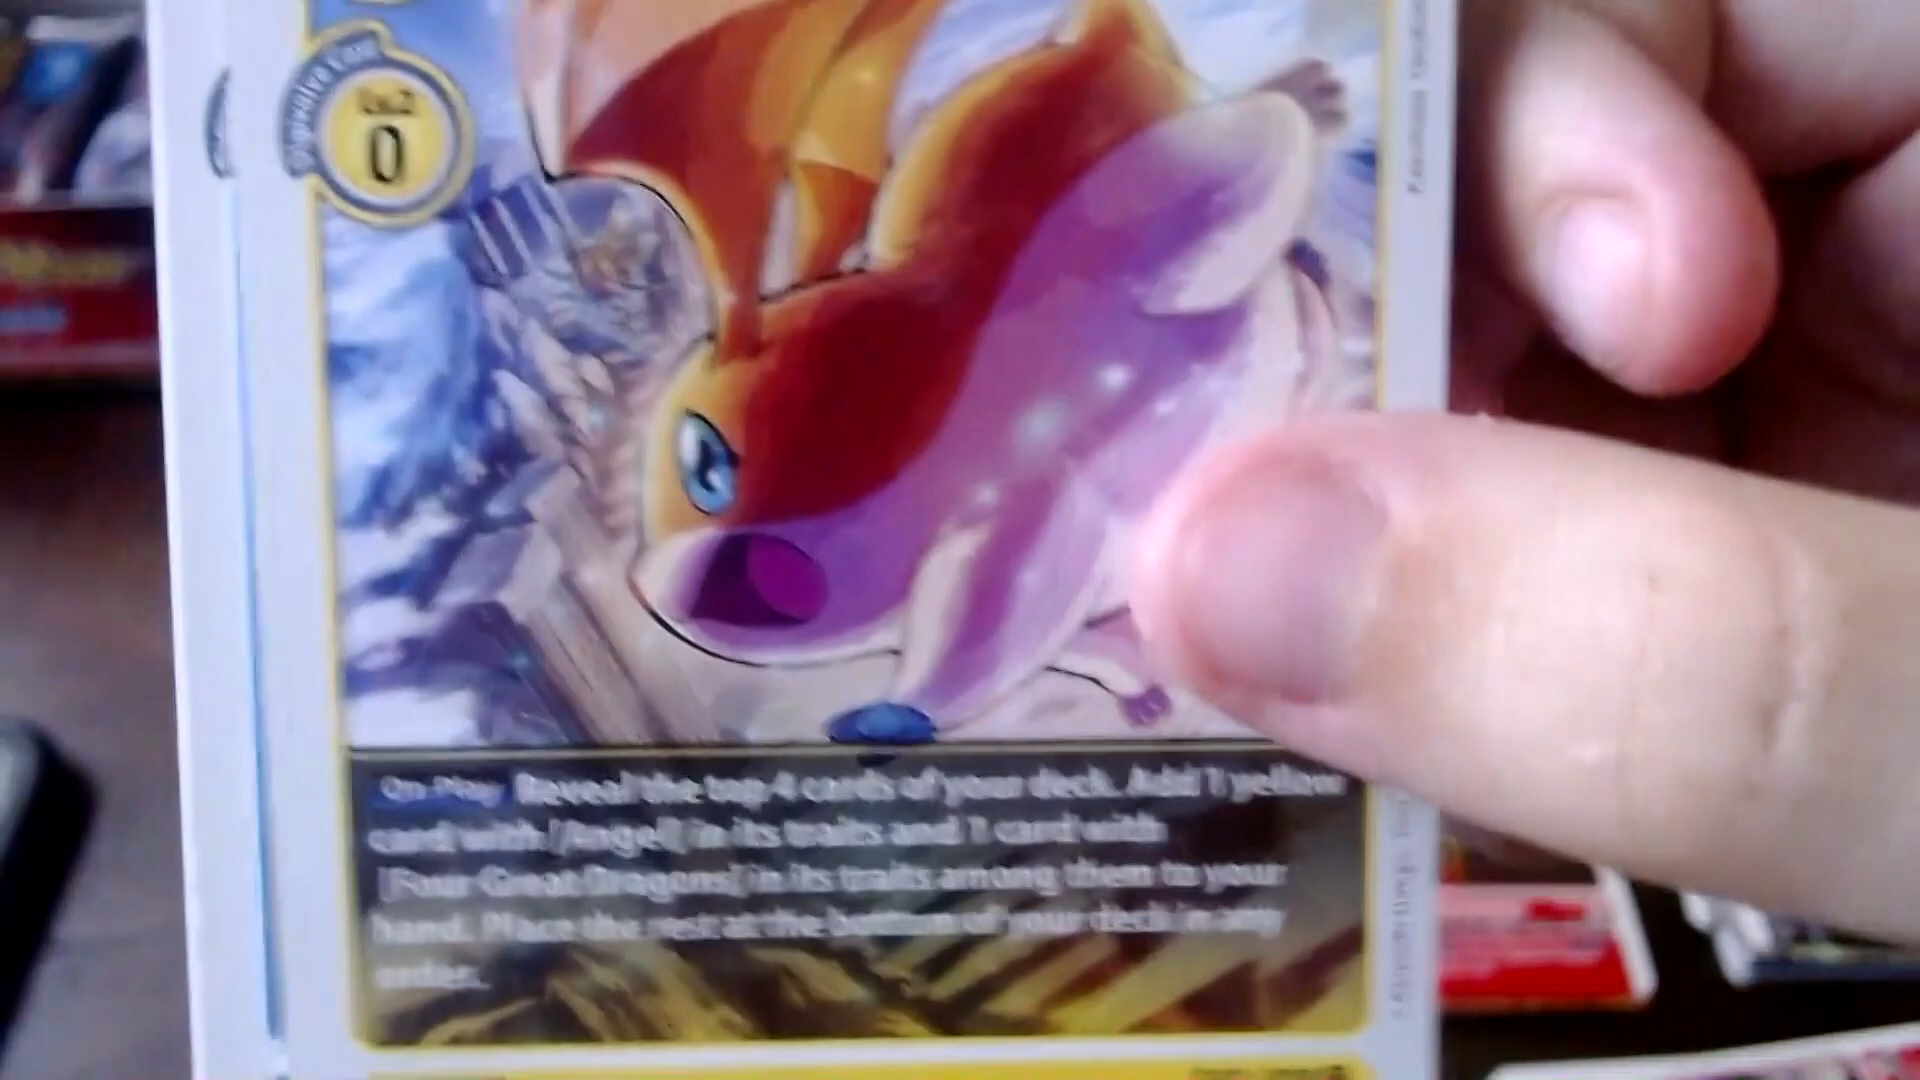 Digivolve Cost
Lv.2
0
On Play Reveal the top 4 cards of your deck. Add 1 yellow
card with [Angel] in its traits and 1 card with
[Four Great Dragons] in its traits among them to your
hand. Place the rest at the bottom of your deck in any
order.